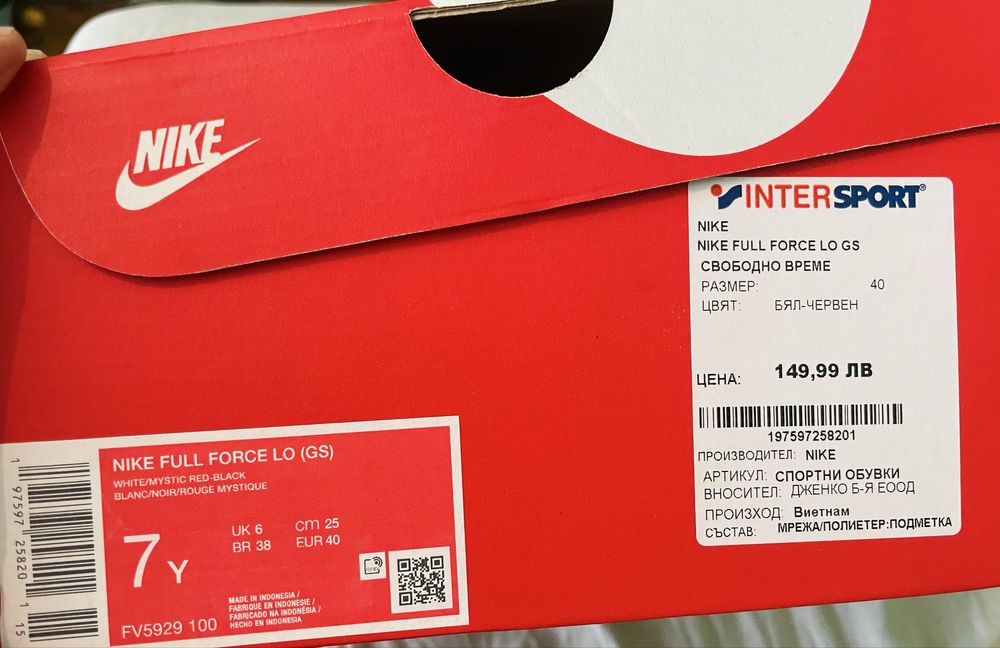 NIKE
INTERSPORT®
NIKE
NIKE FULL FORCE LO GS
СВОБОДНО ВРЕМЕ
РАЗМЕР: 40
ЦВЯТ: БЯЛ-ЧЕРВЕН
ЦЕНА: 149,99 ЛВ
197597258201
ПРОИЗВОДИТЕЛ: NIKE
АРТИКУЛ: СПОРТНИ ОБУВКИ
ВНОСИТЕЛ: ДЖЕНКО Б-Я ЕООД
ПРОИЗХОД: Виетнам
СЪСТАВ: МРЕЖА/ПОЛИЕТЕР:ПОДМЕТКА
1 97597 25820 1 15
NIKE FULL FORCE LO (GS)
WHITE/MYSTIC RED-BLACK
BLANC/NOIR/ROUGE MYSTIQUE
7 Y
UK 6 cm 25
BR 38 EUR 40
MADE IN INDONESIA /
FABRIQUE EN INDONESIE /
FABRICADO NA INDONÉSIA /
HECHO EN INDONESIA
FV5929 100